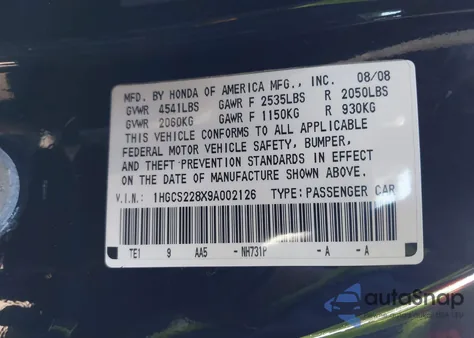 MFD. BY HONDA OF AMERICA MFG., INC. 08/08
GVWR 4541LBS GAWR F 2535LBS R 2050LBS
GVWR 2060KG GAWR F 1150KG R 930KG
THIS VEHICLE CONFORMS TO ALL APPLICABLE
FEDERAL MOTOR VEHICLE SAFETY, BUMPER,
AND THEFT PREVENTION STANDARDS IN EFFECT
ON THE DATE OF MANUFACTURE SHOWN ABOVE.
V.I.N.: 1HGCS228X9A002126 TYPE: PASSENGER CAR
TE1 9 AA5 -NH731P -A -A
autoSnap